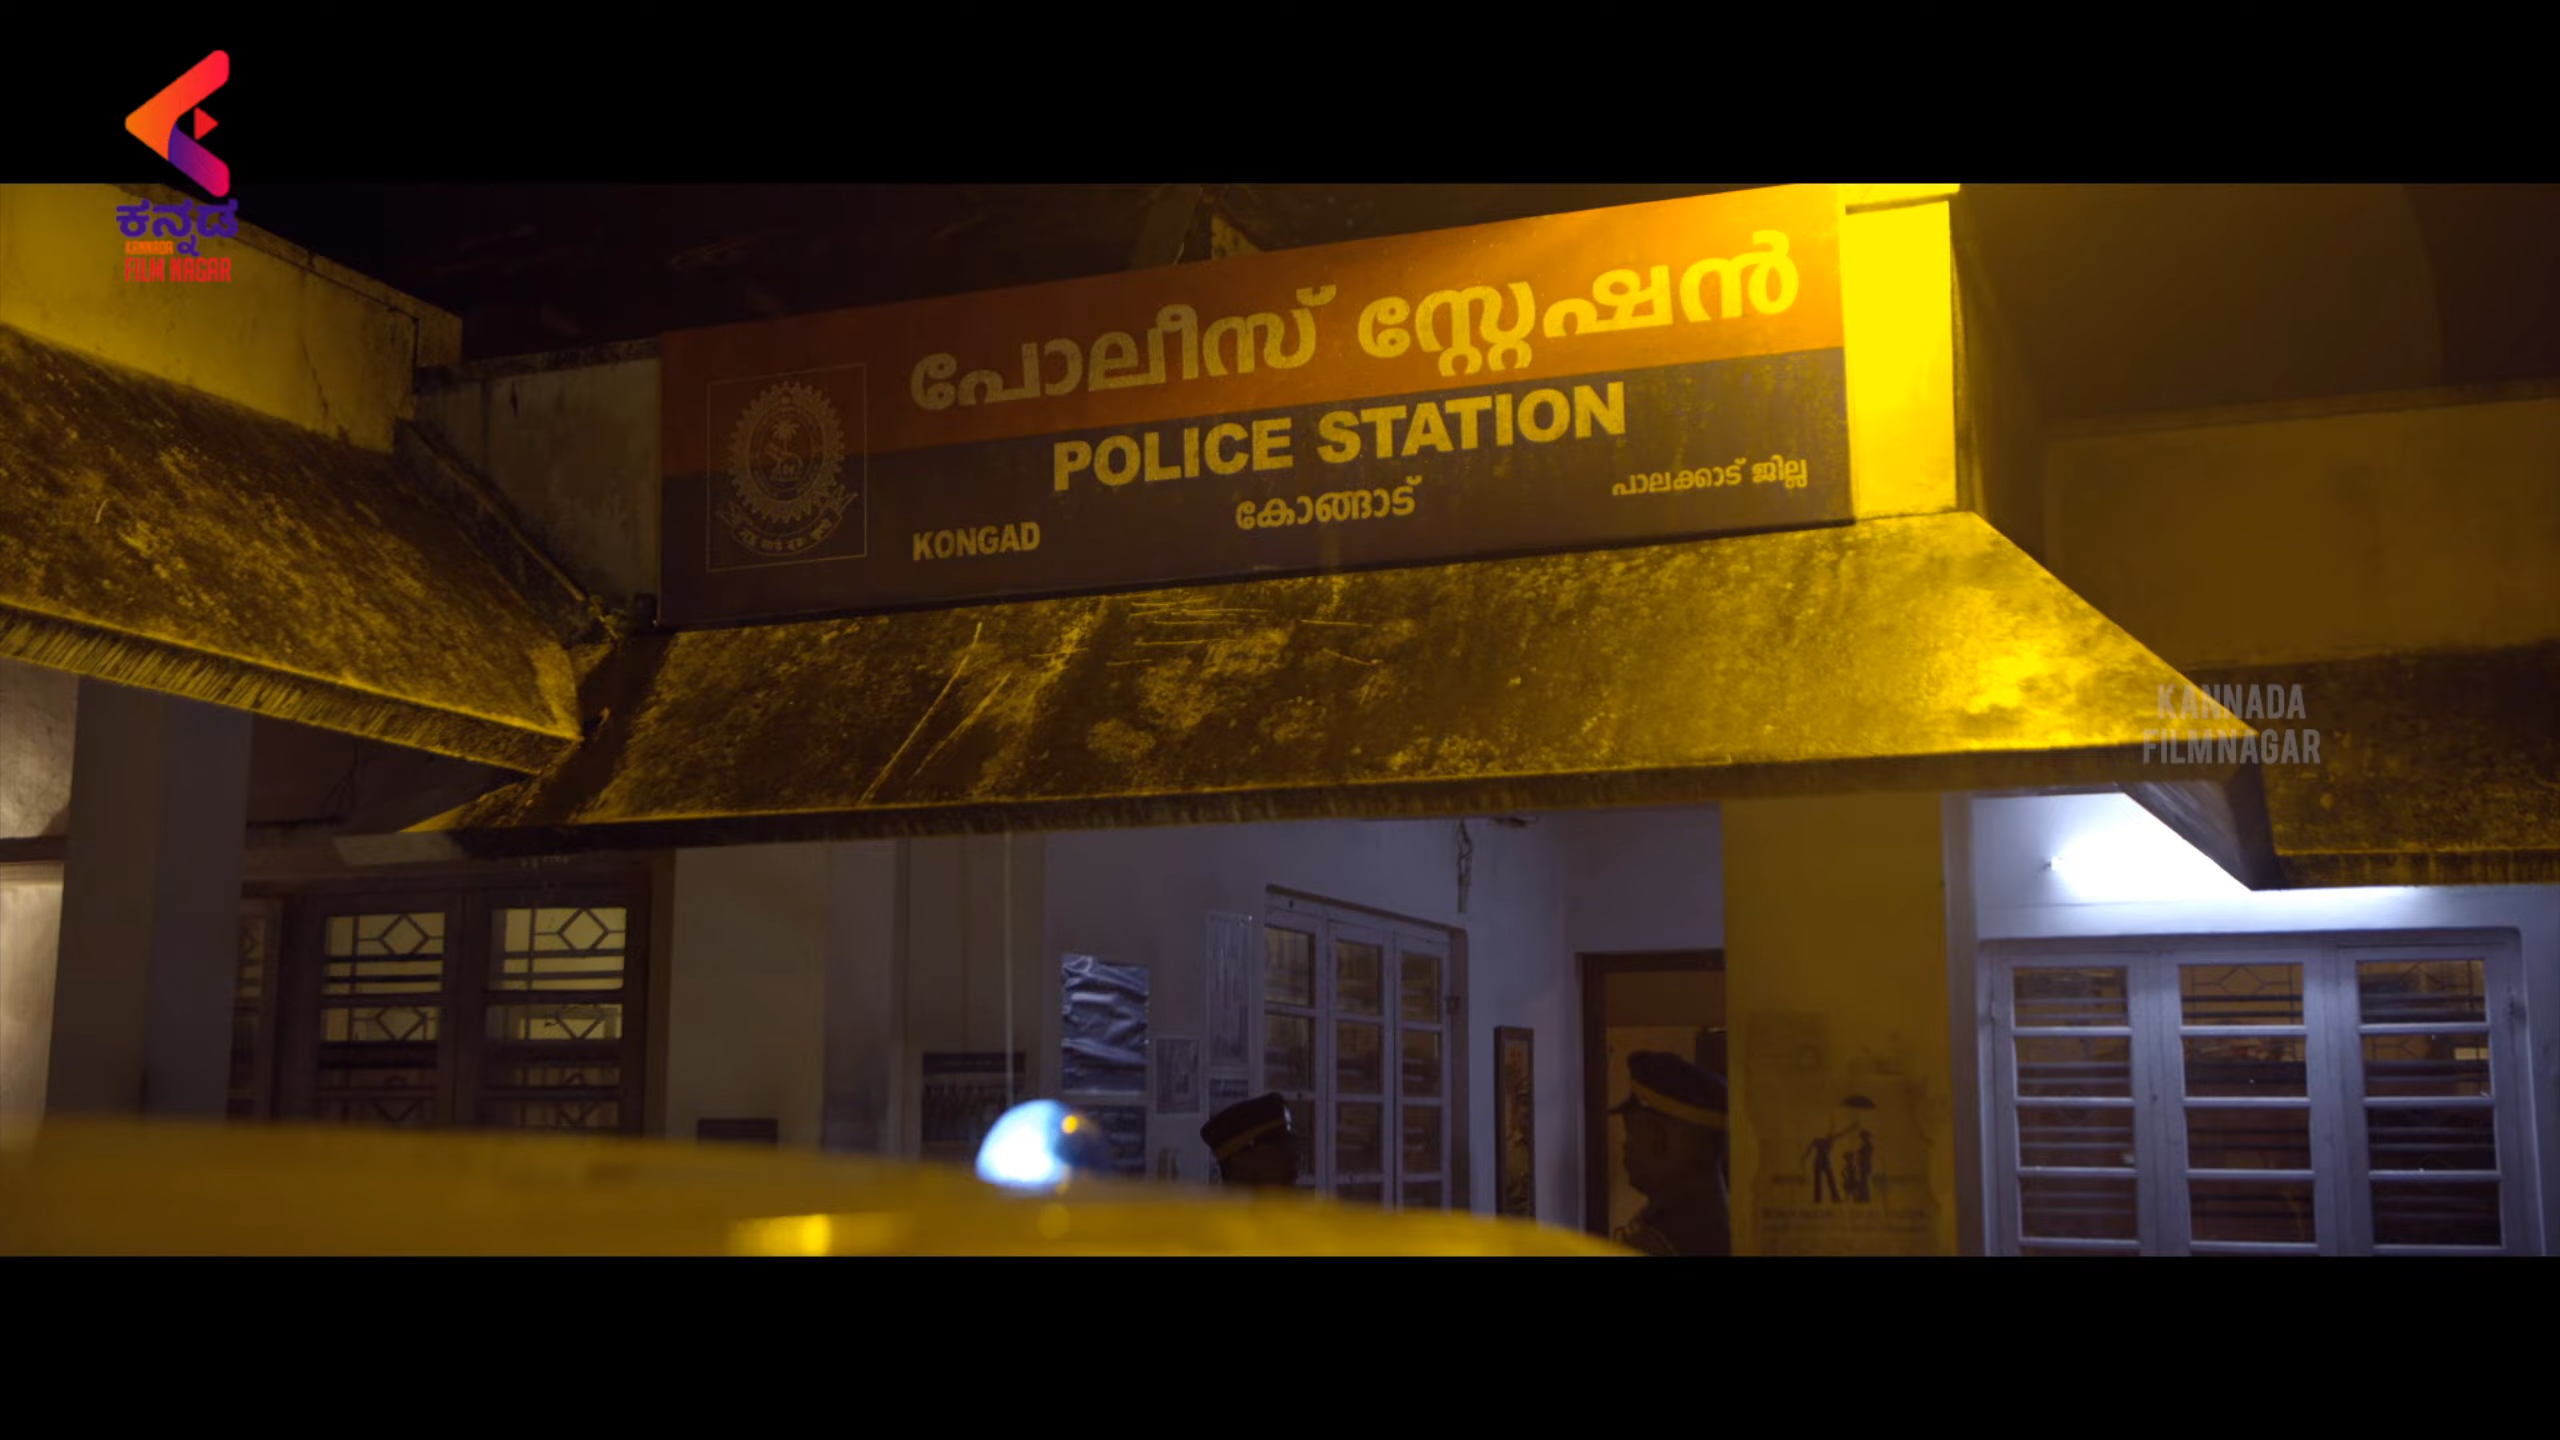 ಕನ್ನಡ
KANNADA
FILM NAGAR
പോലീസ് സ്റ്റേഷൻ
POLICE STATION
KONGAD
കോങ്ങാട്
പാലക്കാട് ജില്ല
KANNADA
FILMNAGAR